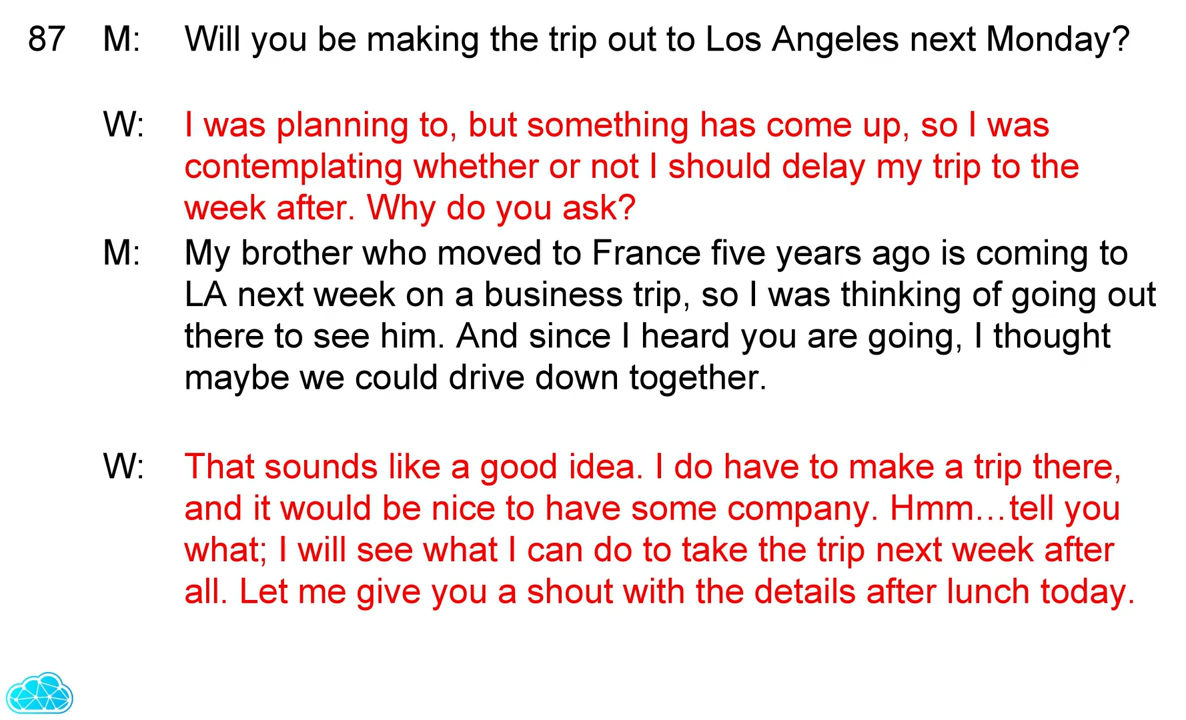 87 M: Will you be making the trip out to Los Angeles next Monday?
W: I was planning to, but something has come up, so I was
contemplating whether or not I should delay my trip to the
week after. Why do you ask?
M: My brother who moved to France five years ago is coming to
LA next week on a business trip, so I was thinking of going out
there to see him. And since I heard you are going, I thought
maybe we could drive down together.
W: That sounds like a good idea. I do have to make a trip there,
and it would be nice to have some company. Hmm…tell you
what; I will see what I can do to take the trip next week after
all. Let me give you a shout with the details after lunch today.